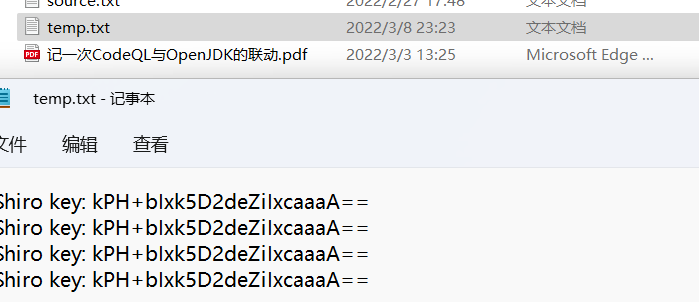 source.txt 2022/2/27 17:48 文本文档
temp.txt 2022/3/8 23:23 文本文档
PDF 记一次CodeQL与OpenJDK的联动.pdf 2022/3/3 13:25 Microsoft Edge ...
temp.txt - 记事本
文件 编辑 查看
Shiro key: kPH+bIxk5D2deZiIxcaaaA==
Shiro key: kPH+bIxk5D2deZiIxcaaaA==
Shiro key: kPH+bIxk5D2deZiIxcaaaA==
Shiro key: kPH+bIxk5D2deZiIxcaaaA==